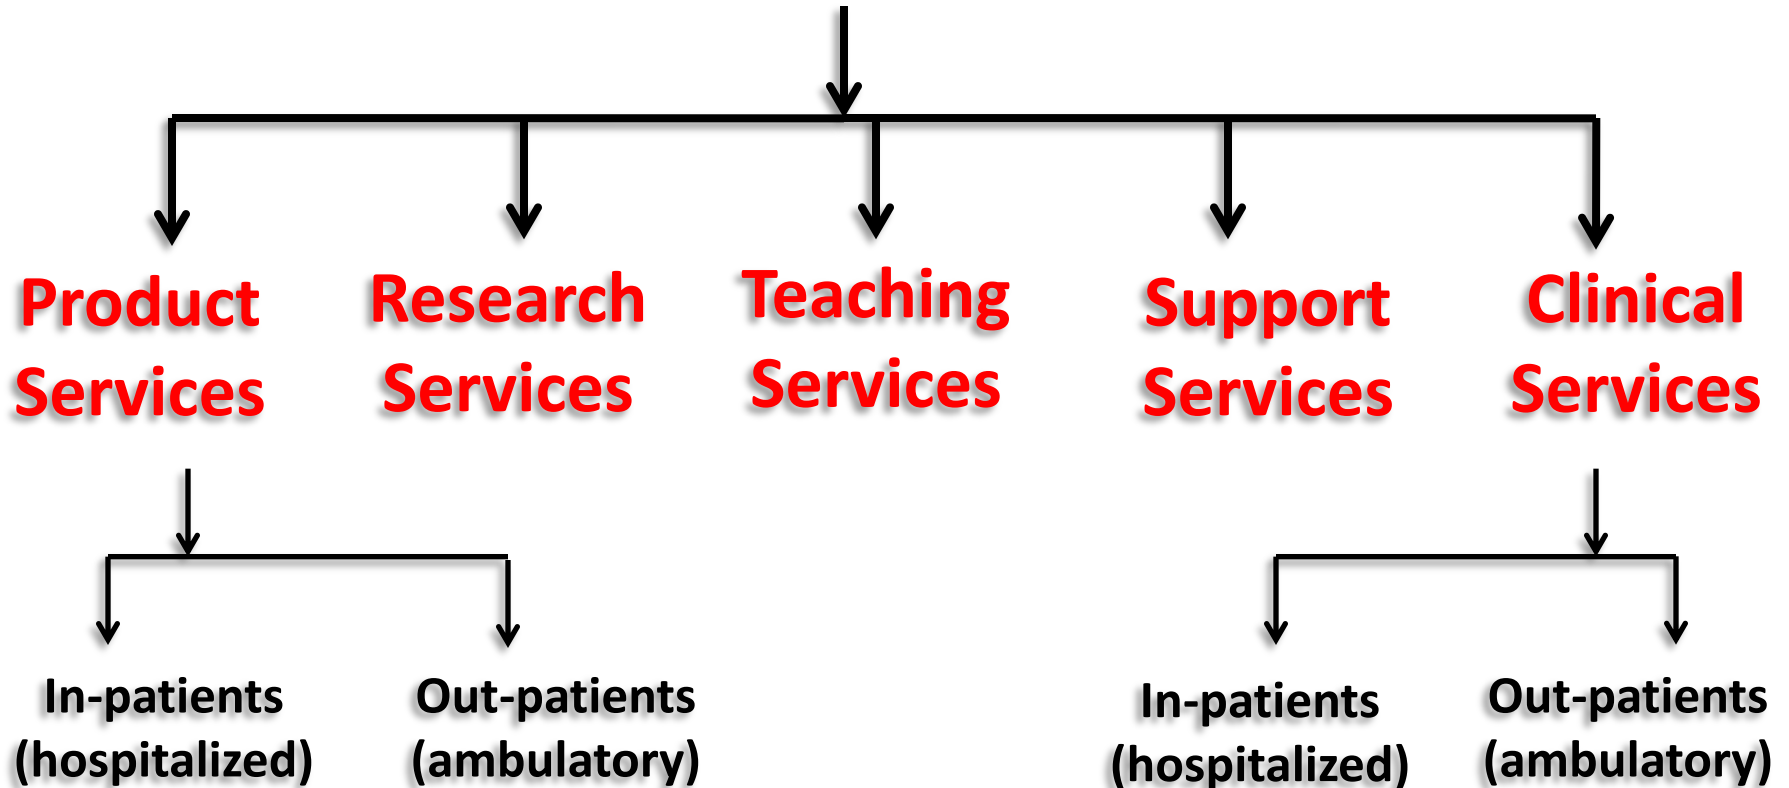 Product
Services
Research
Services
Teaching
Services
Support
Services
Clinical
Services
In-patients
(hospitalized)
Out-patients
(ambulatory)
In-patients
(hospitalized)
Out-patients
(ambulatory)